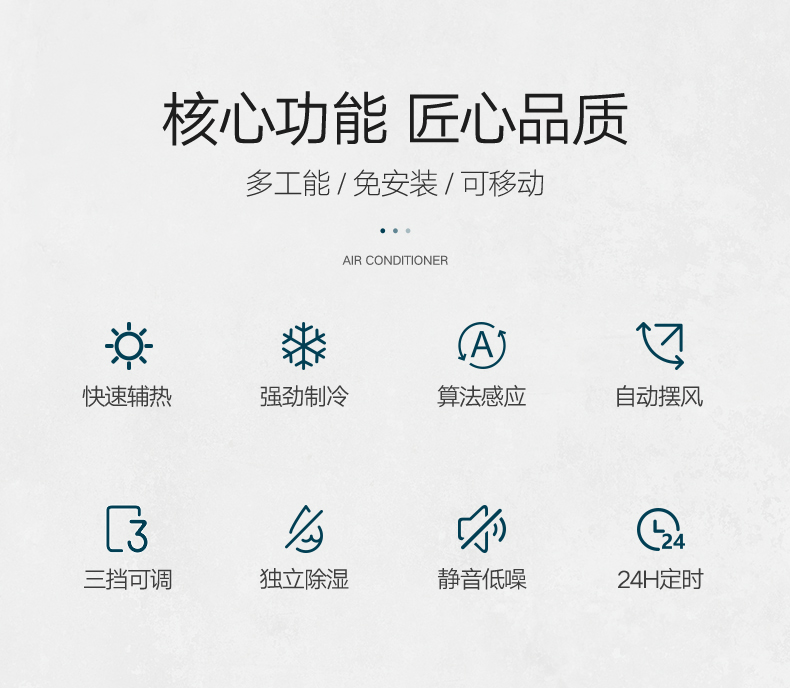 核心功能 匠心品质
多工能 / 免安装 / 可移动
AIR CONDITIONER
A
快速辅热 强劲制冷 算法感应 自动摆风
3 24
三挡可调 独立除湿 静音低噪 24H定时